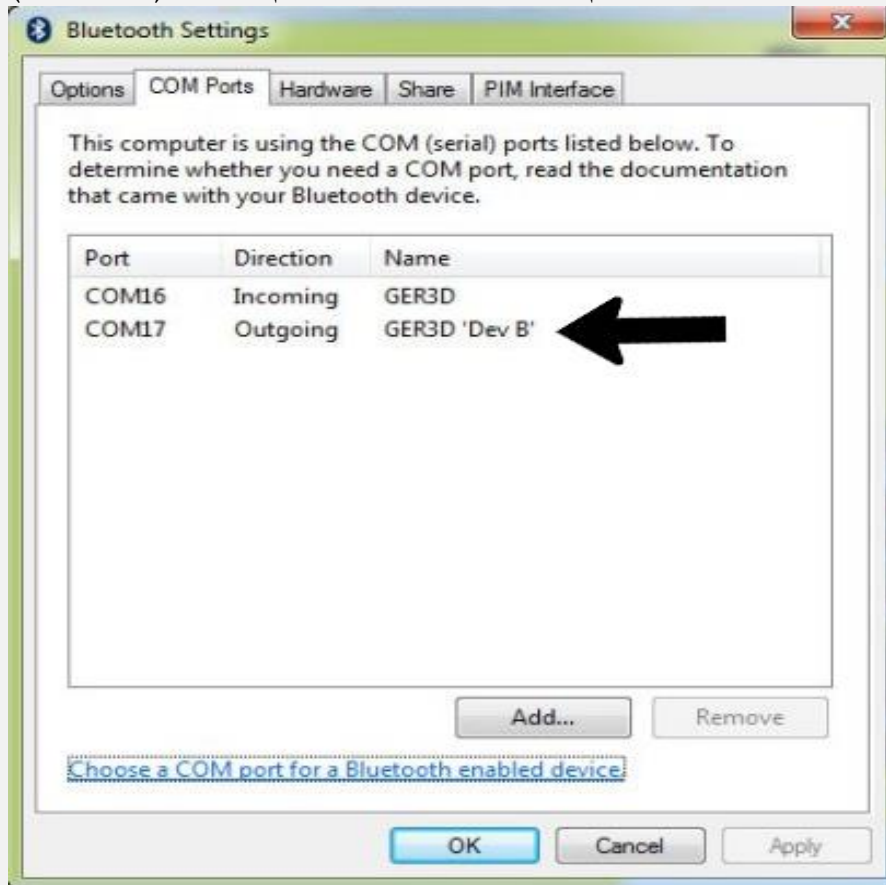 Bluetooth Settings
Options COM Ports Hardware Share PIM Interface
This computer is using the COM (serial) ports listed below. To
determine whether you need a COM port, read the documentation
that came with your Bluetooth device.
Port Direction Name
COM16 Incoming GER3D
COM17 Outgoing GER3D 'Dev B'
Add... Remove
Choose a COM port for a Bluetooth enabled device.
OK Cancel Apply